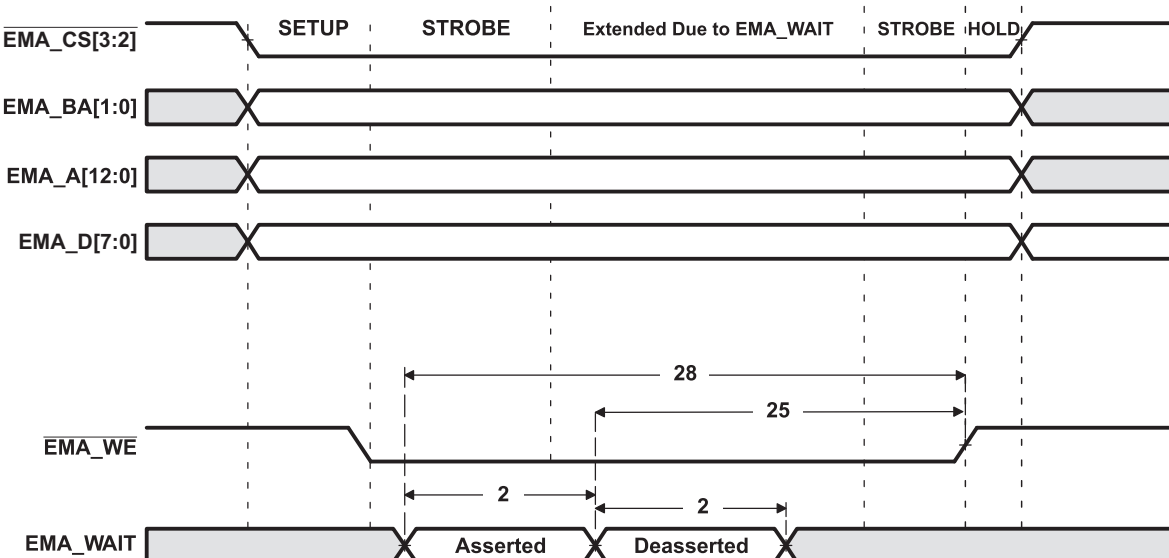 EMA_CS[3:2] SETUP STROBE Extended Due to EMA_WAIT STROBE HOLD
EMA_BA[1:0]
EMA_A[12:0]
EMA_D[7:0]
28
25
EMA_WE
2
2
EMA_WAIT Asserted Deasserted